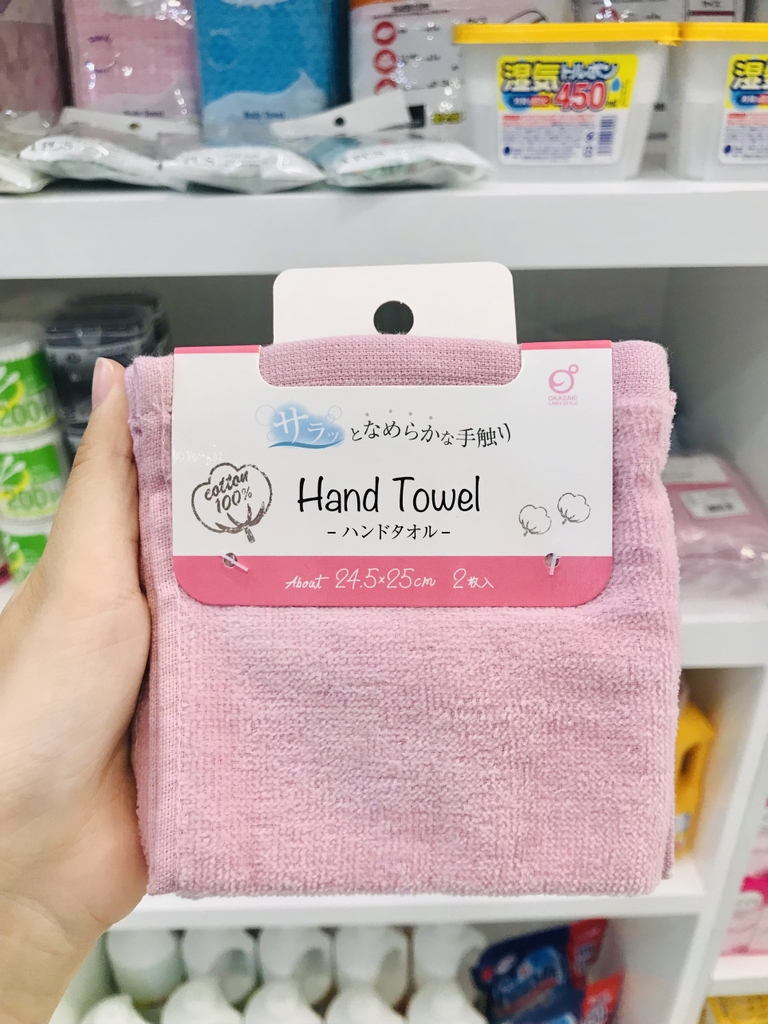 湿気トルポン
450
サラッとなめらかな手触り
OKAZAKI
cotton
100%
Hand Towel
-ハンドタオル-
About 24.5×25cm 2枚入